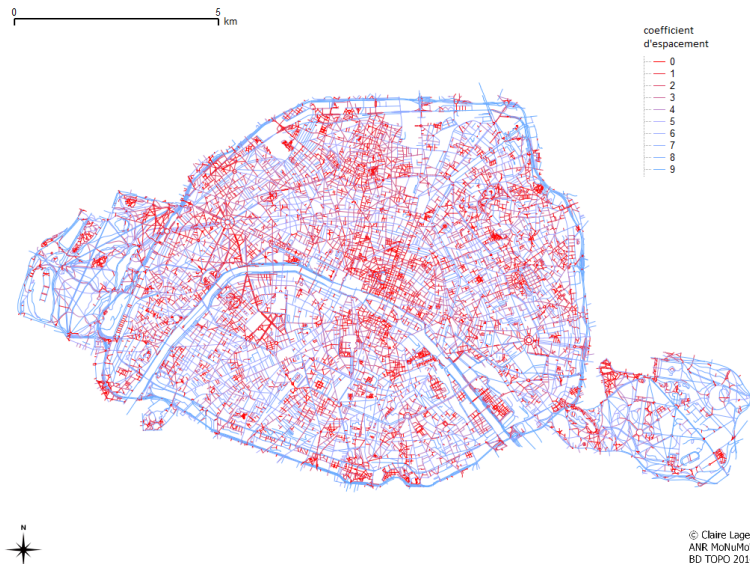 0 5
km
coefficient
d'espacement
0
1
2
3
4
5
6
7
8
9
N
© Claire Lage
ANR MoNuMo
BD TOPO 201